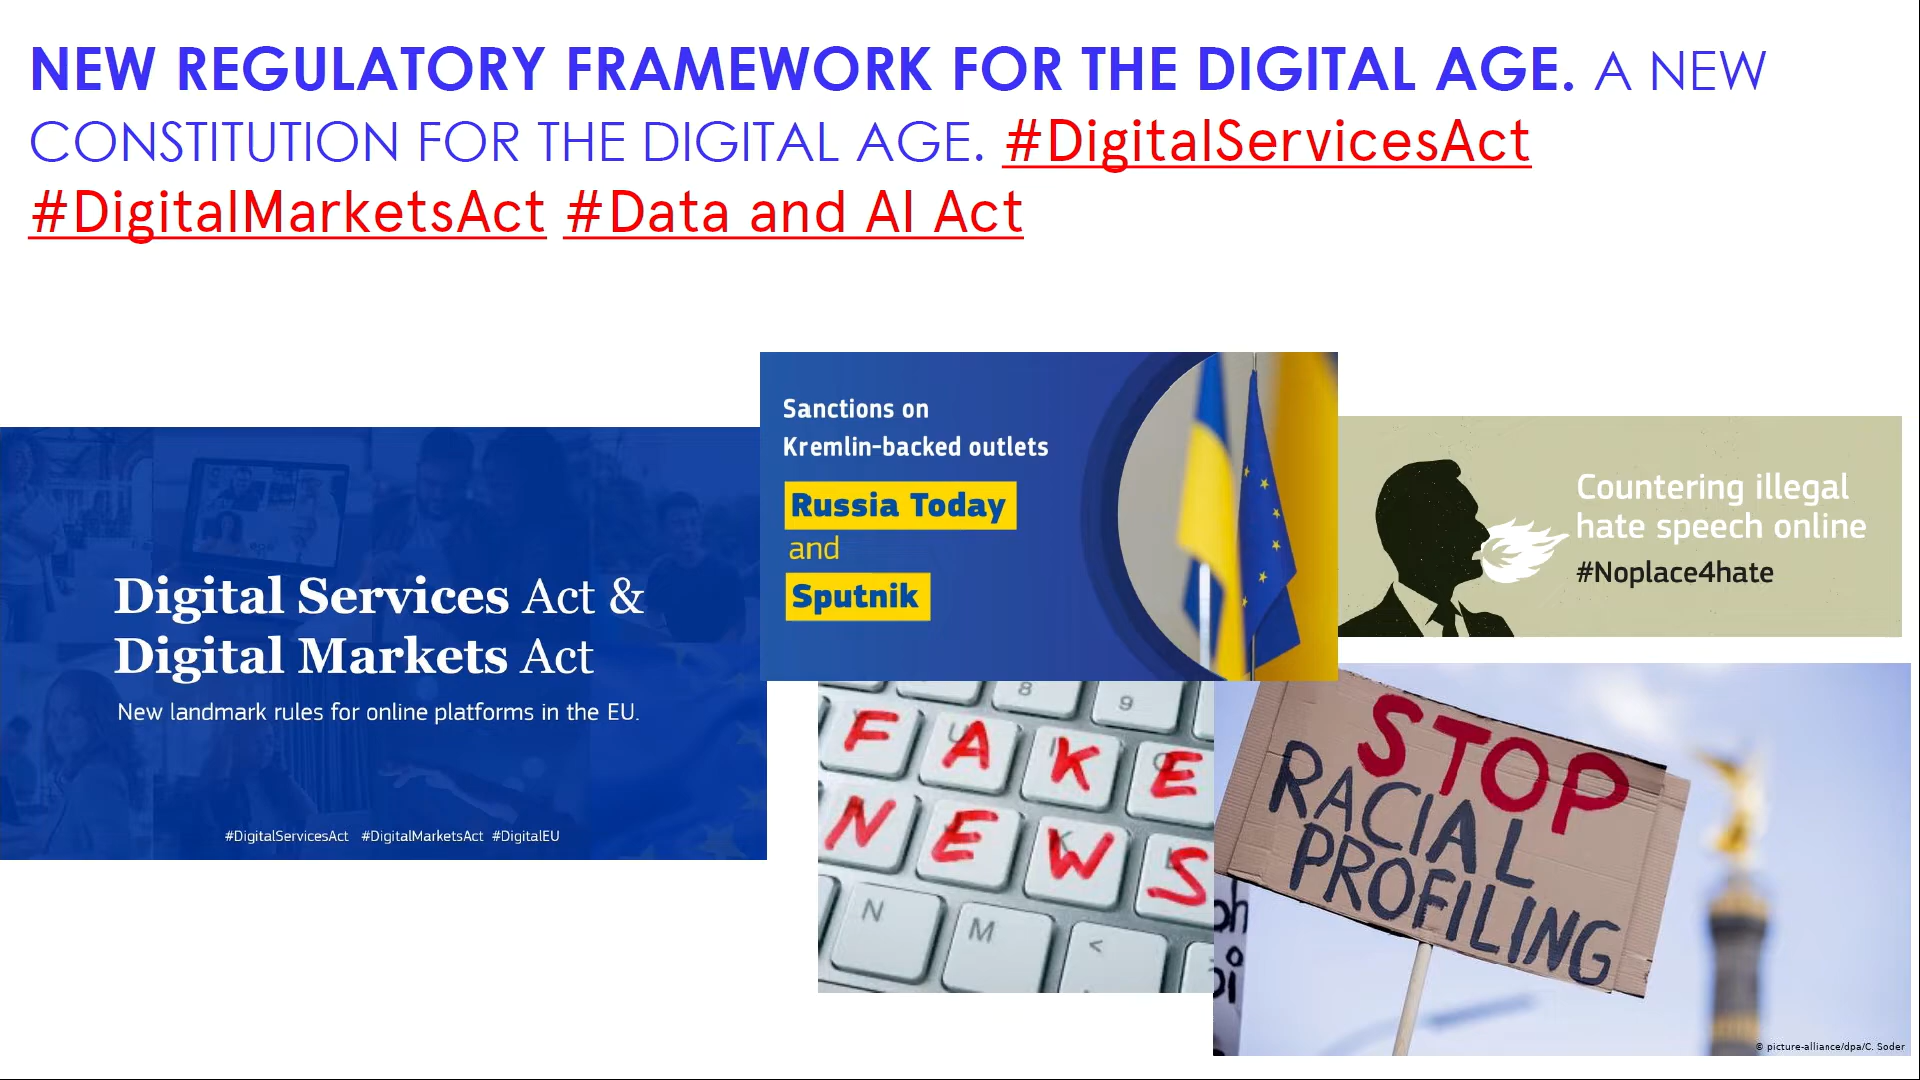 NEW REGULATORY FRAMEWORK FOR THE DIGITAL AGE. A NEW
CONSTITUTION FOR THE DIGITAL AGE. #DigitalServicesAct
#DigitalMarketsAct #Data and AI Act
Digital Services Act &
Digital Markets Act
New landmark rules for online platforms in the EU.
#DigitalServicesAct #DigitalMarketsAct #DigitalEU
Sanctions on
Kremlin-backed outlets
Russia Today
and
Sputnik
Countering illegal
hate speech online
#Noplace4hate
8 9
FAKE
NEWS
N M <
STOP
RACIAL
PROFILING
© picture-alliance/dpa/C. Soder